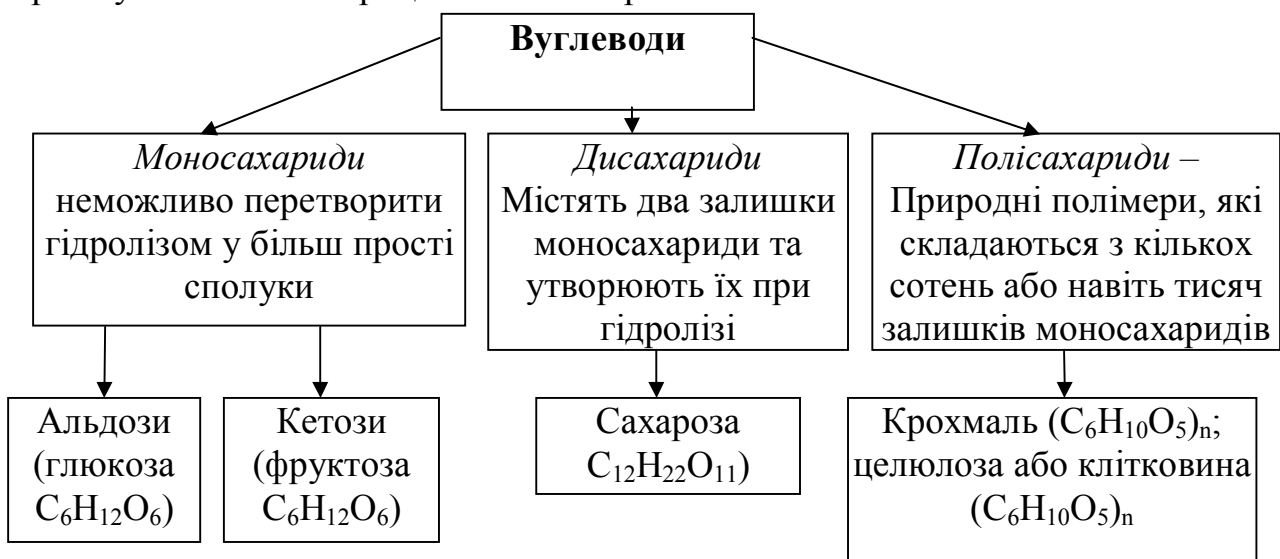 Вуглеводи
Моносахариди
неможливо перетворити
гідролізом у більш прості
сполуки
Дисахариди
Містять два залишки
моносахариди та
утворюють їх при
гідролізі
Полісахариди –
Природні полімери, які
складаються з кількох
сотень або навіть тисяч
залишків моносахаридів
Альдози
(глюкоза
C₆H₁₂O₆)
Кетози
(фруктоза
C₆H₁₂O₆)
Сахароза
C₁₂H₂₂O₁₁)
Крохмаль (C₆H₁₀O₅)ₙ;
целюлоза або клітковина
(C₆H₁₀O₅)ₙ